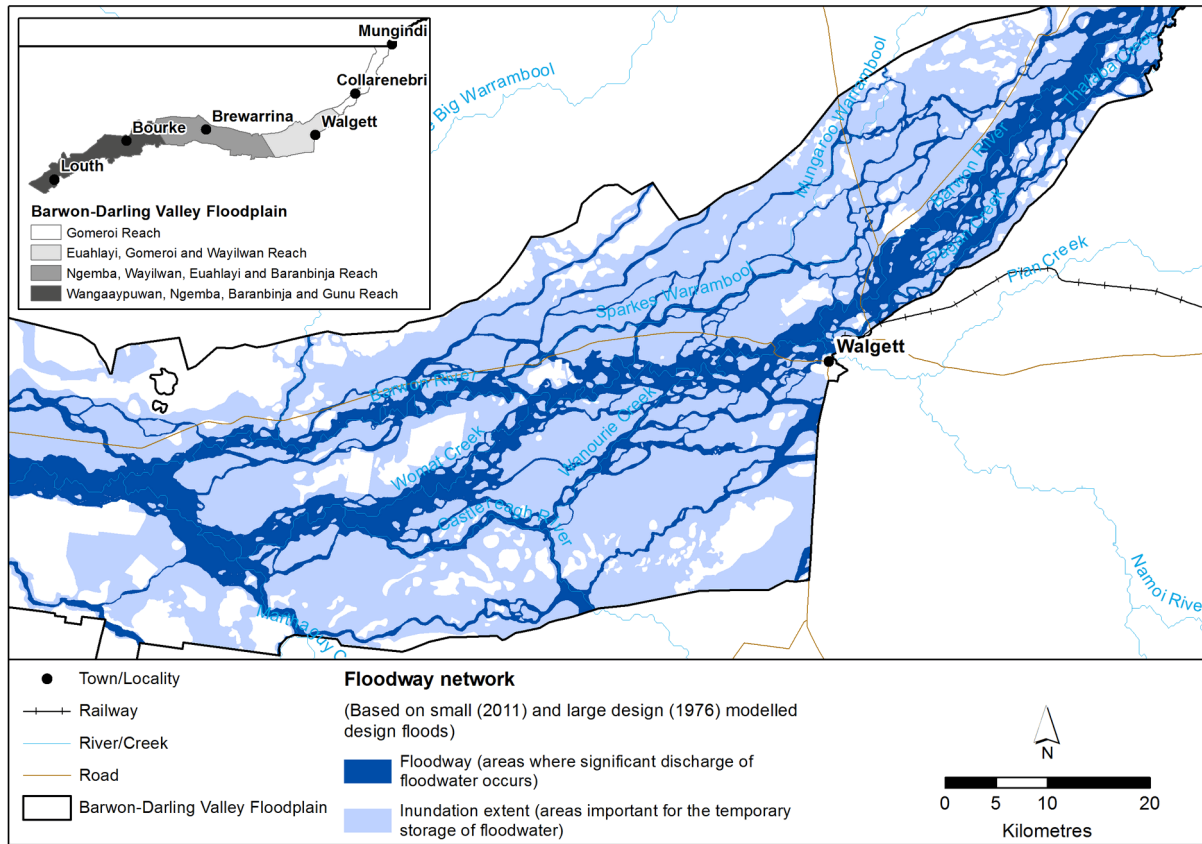 Mungindi
Collarenebri
Brewarrina
Walgett
Bourke
Louth
Barwon-Darling Valley Floodplain
Gomeroi Reach
Euahlayi, Gomeroi and Wayilwan Reach
Ngemba, Wayilwan, Euahlayi and Baranbinja Reach
Wangaaypuwan, Ngemba, Baranbinja and Gunu Reach
Big Warrambool
Mungaroo Warrambool
Thalaba Creek
Barwon River
Creek
Pian Creek
Sparkes Warrambool
Walgett
Barwon River
Wanourie Creek
Womat Creek
Castlereagh River
Namoi River
Town/Locality
Railway
River/Creek
Road
Barwon-Darling Valley Floodplain
Floodway network
(Based on small (2011) and large design (1976) modelled
design floods)
Floodway (areas where significant discharge of
floodwater occurs)
Inundation extent (areas important for the temporary
storage of floodwater)
N
0 5 10 20
Kilometres